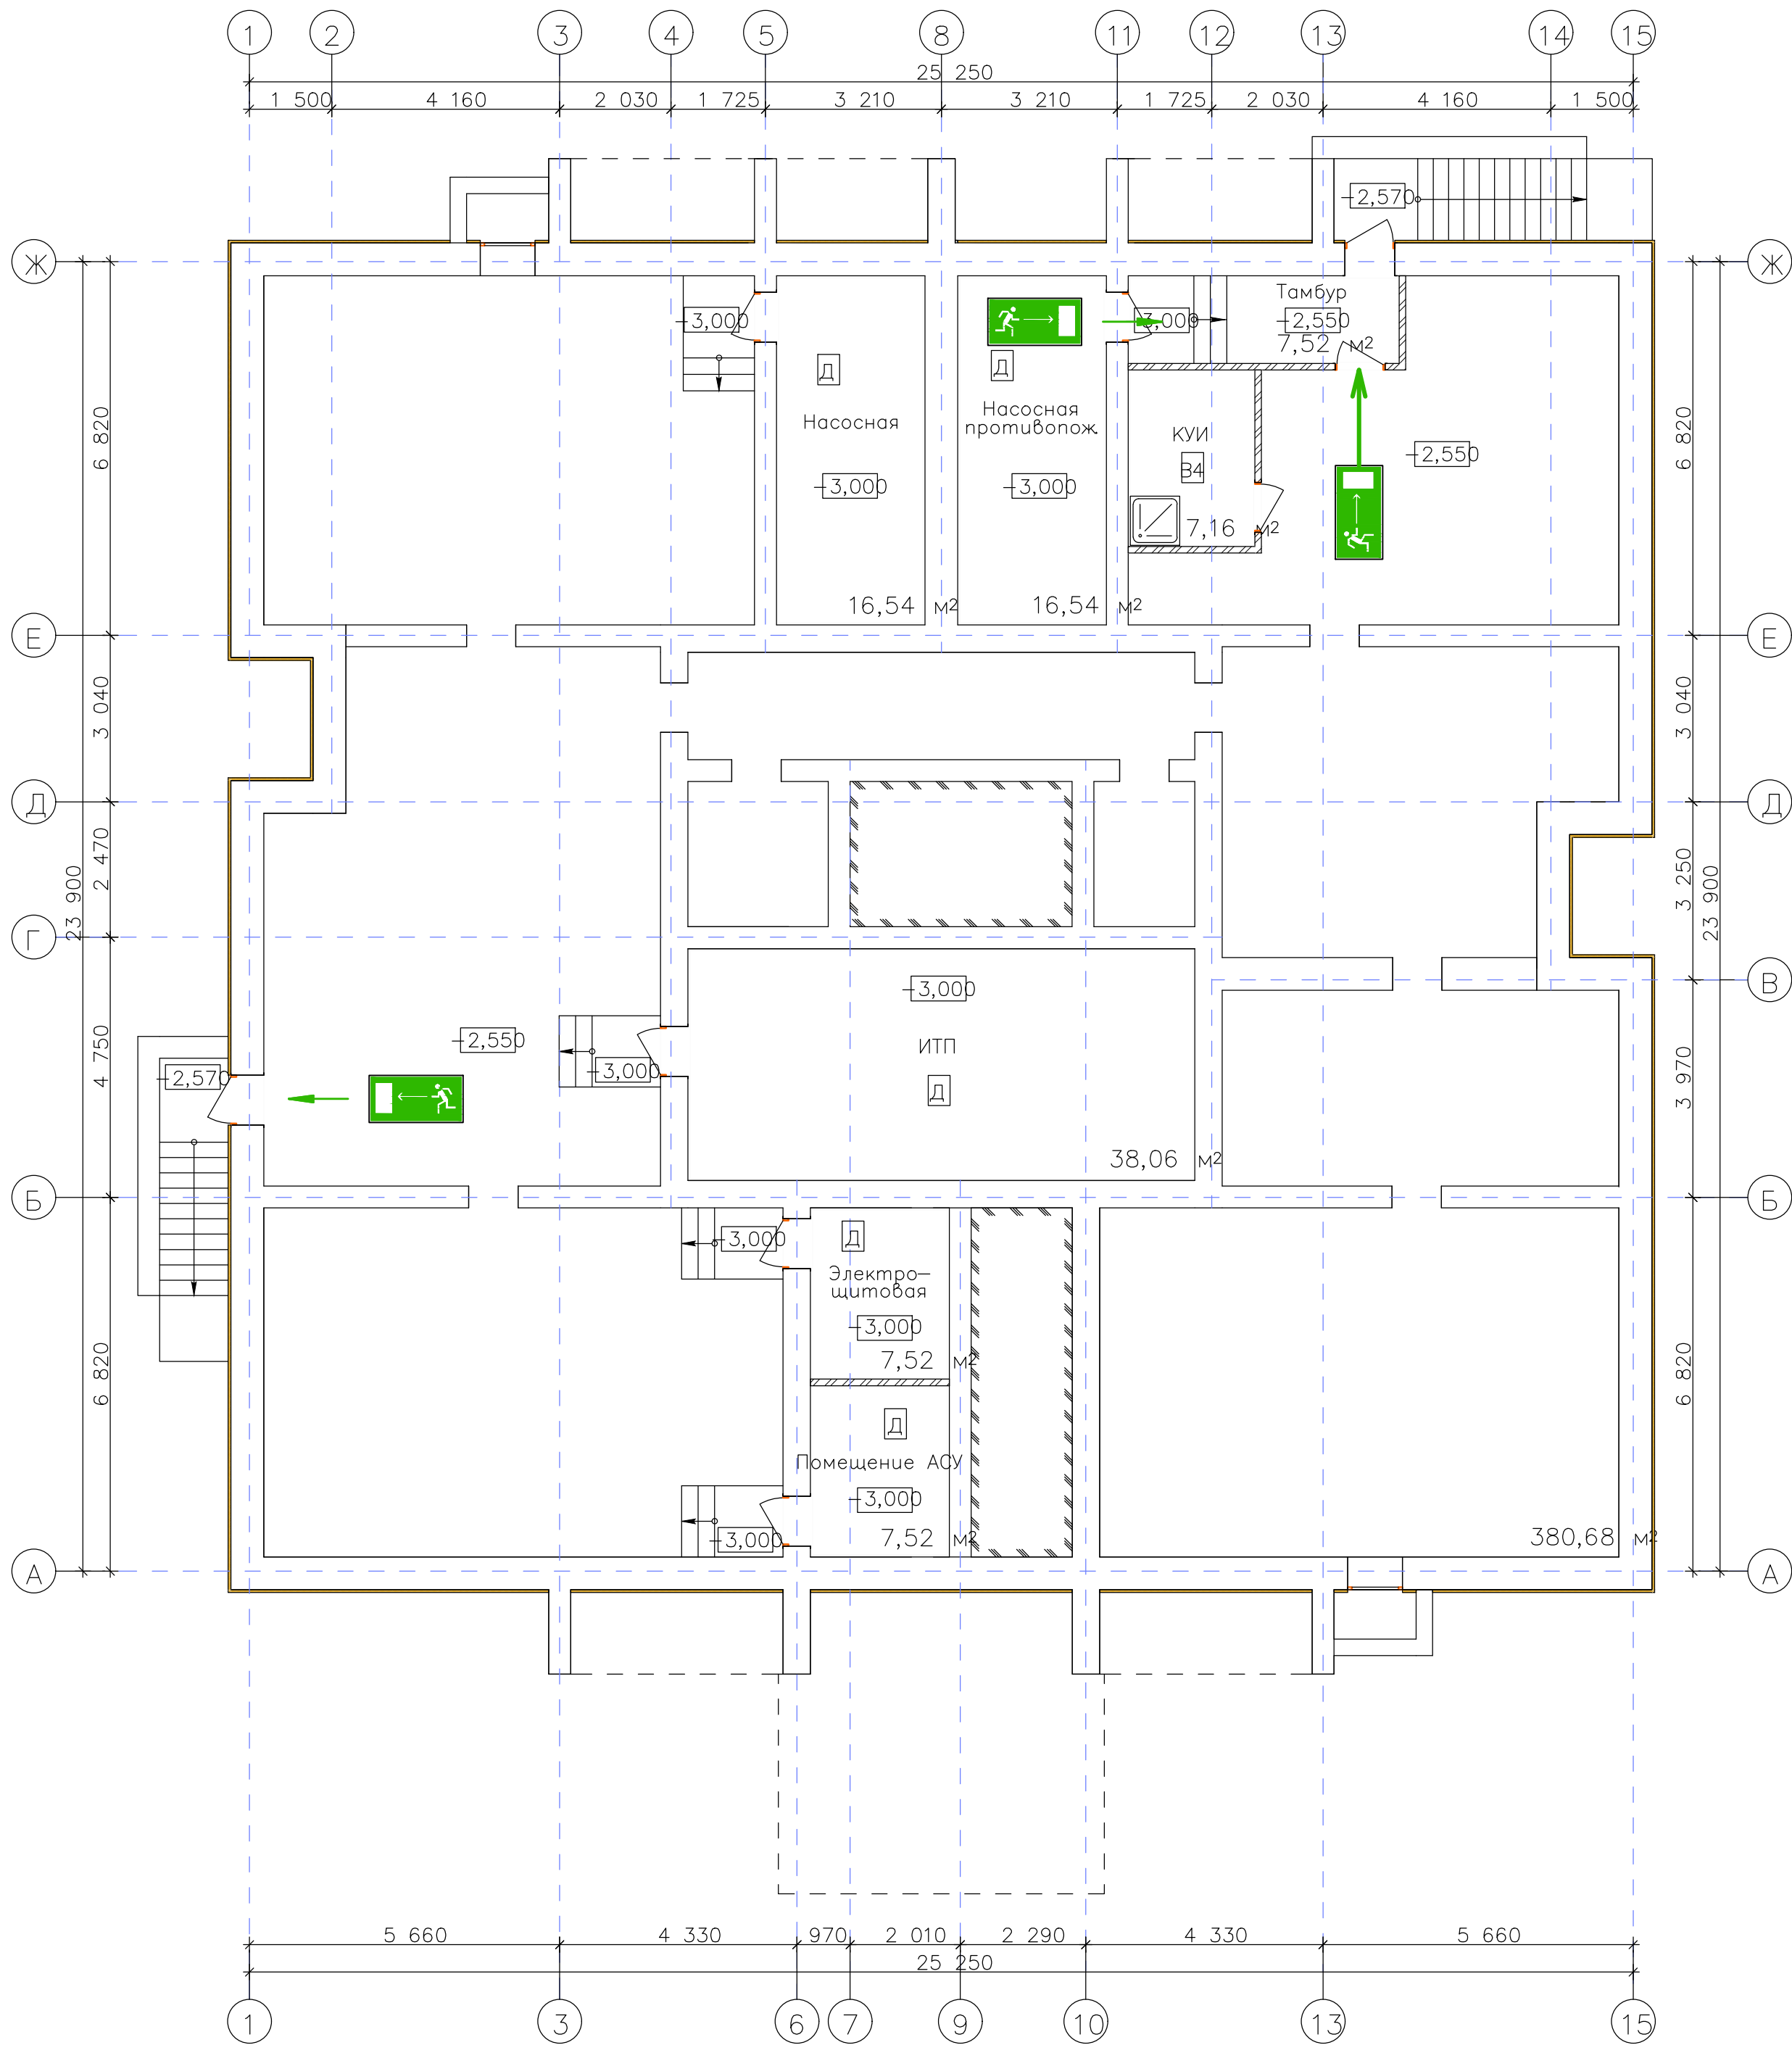 1 2 3 4 5 8 11 12 13 14 15
25 250
1 500 4 160 2 030 1 725 3 210 3 210 1 725 2 030 4 160 1 500
-2,570
Ж Ж
Тамбур
-3,000 -3,000 -2,550
7,52 м2
Д Д
Насосная
Насосная
противопож.
КУИ
В4
-2,550
-3,000 -3,000
7,16 м2
16,54 м2 16,54 м2
6 820 6 820
Е Е
3 040 3 040
Д Д
2 470 3 250
23 900 23 900
Г
В
-3,000
ИТП
Д
-2,550
-3,000
-2,570
4 750 3 970
38,06 м2
Б Б
-3,000
Д
Электро-
щитовая
-3,000
7,52 м2
6 820 6 820
Д
Помещение АСУ
-3,000
-3,000
7,52 м2
380,68 м2
А А
5 660 4 330 970 2 010 2 290 4 330 5 660
25 250
1 3 6 7 9 10 13 15